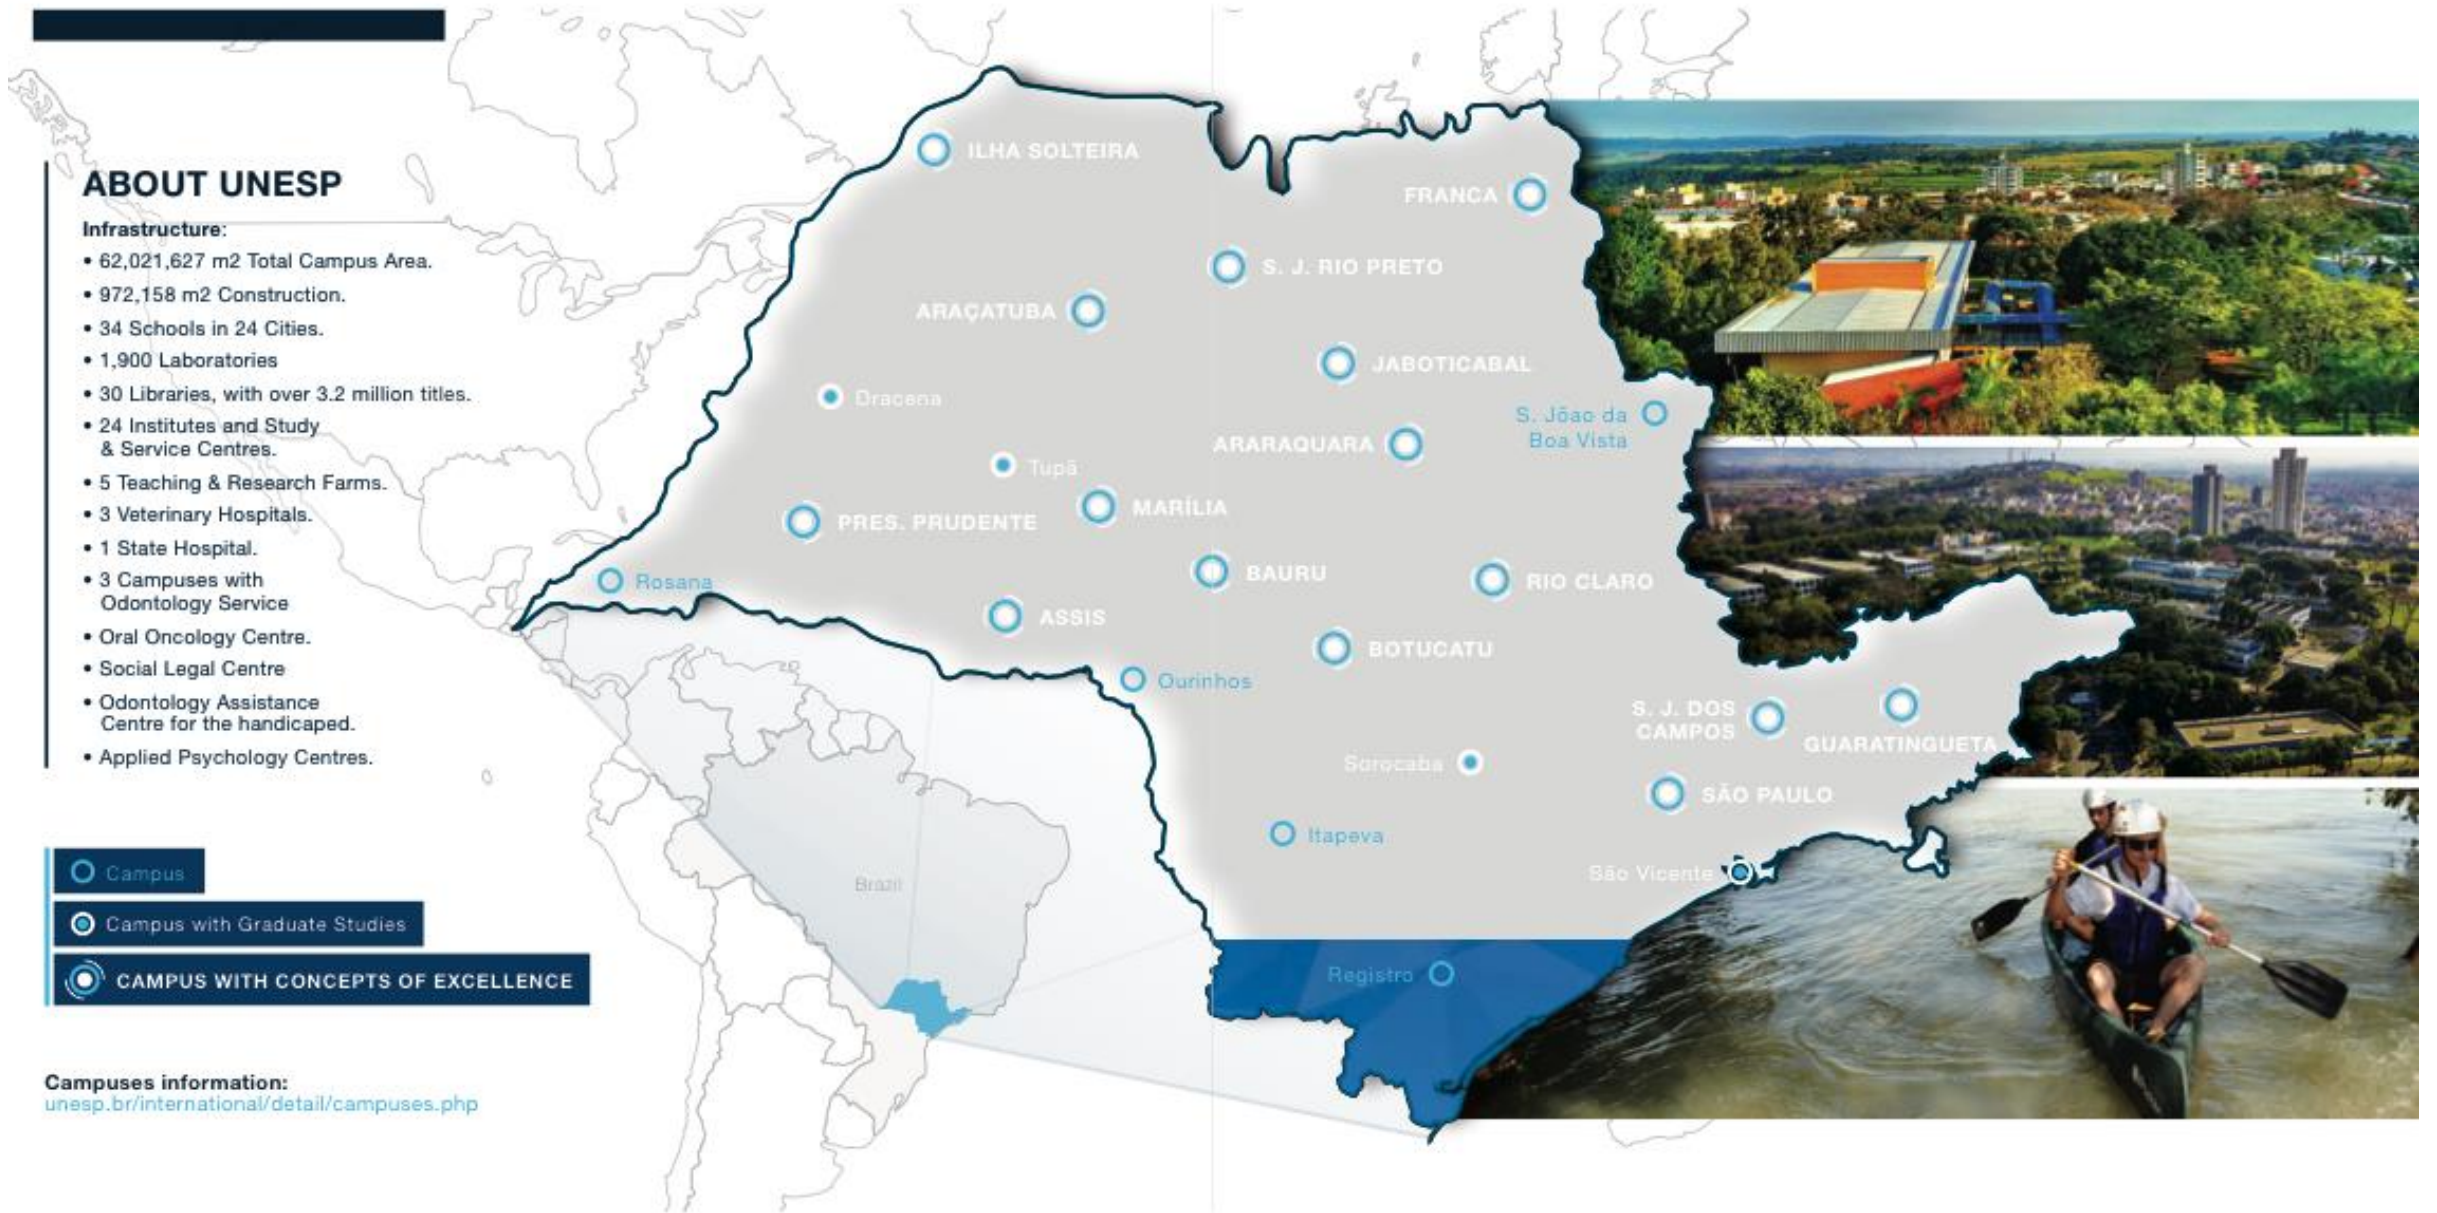 ABOUT UNESP
Infrastructure:
• 62,021,627 m2 Total Campus Area.
• 972,158 m2 Construction.
• 34 Schools in 24 Cities.
• 1,900 Laboratories
• 30 Libraries, with over 3.2 million titles.
• 24 Institutes and Study
& Service Centres.
• 5 Teaching & Research Farms.
• 3 Veterinary Hospitals.
• 1 State Hospital.
• 3 Campuses with
Odontology Service
• Oral Oncology Centre.
• Social Legal Centre
• Odontology Assistance
Centre for the handicaped.
• Applied Psychology Centres.
Campus
Campus with Graduate Studies
CAMPUS WITH CONCEPTS OF EXCELLENCE
Campuses information:
unesp.br/international/detail/campuses.php
ILHA SOLTEIRA
FRANCA
S. J. RIO PRETO
ARAÇATUBA
JABOTICABAL
Dracena
S. Jõao da
Boa Vista
ARARAQUARA
Tupã
MARÍLIA
PRES. PRUDENTE
BAURU
RIO CLARO
Rosana
ASSIS
BOTUCATU
Ourinhos
S. J. DOS
CAMPOS
GUARATINGUETA
Sorocaba
SÃO PAULO
Itapeva
São Vicente
Brazil
Registro